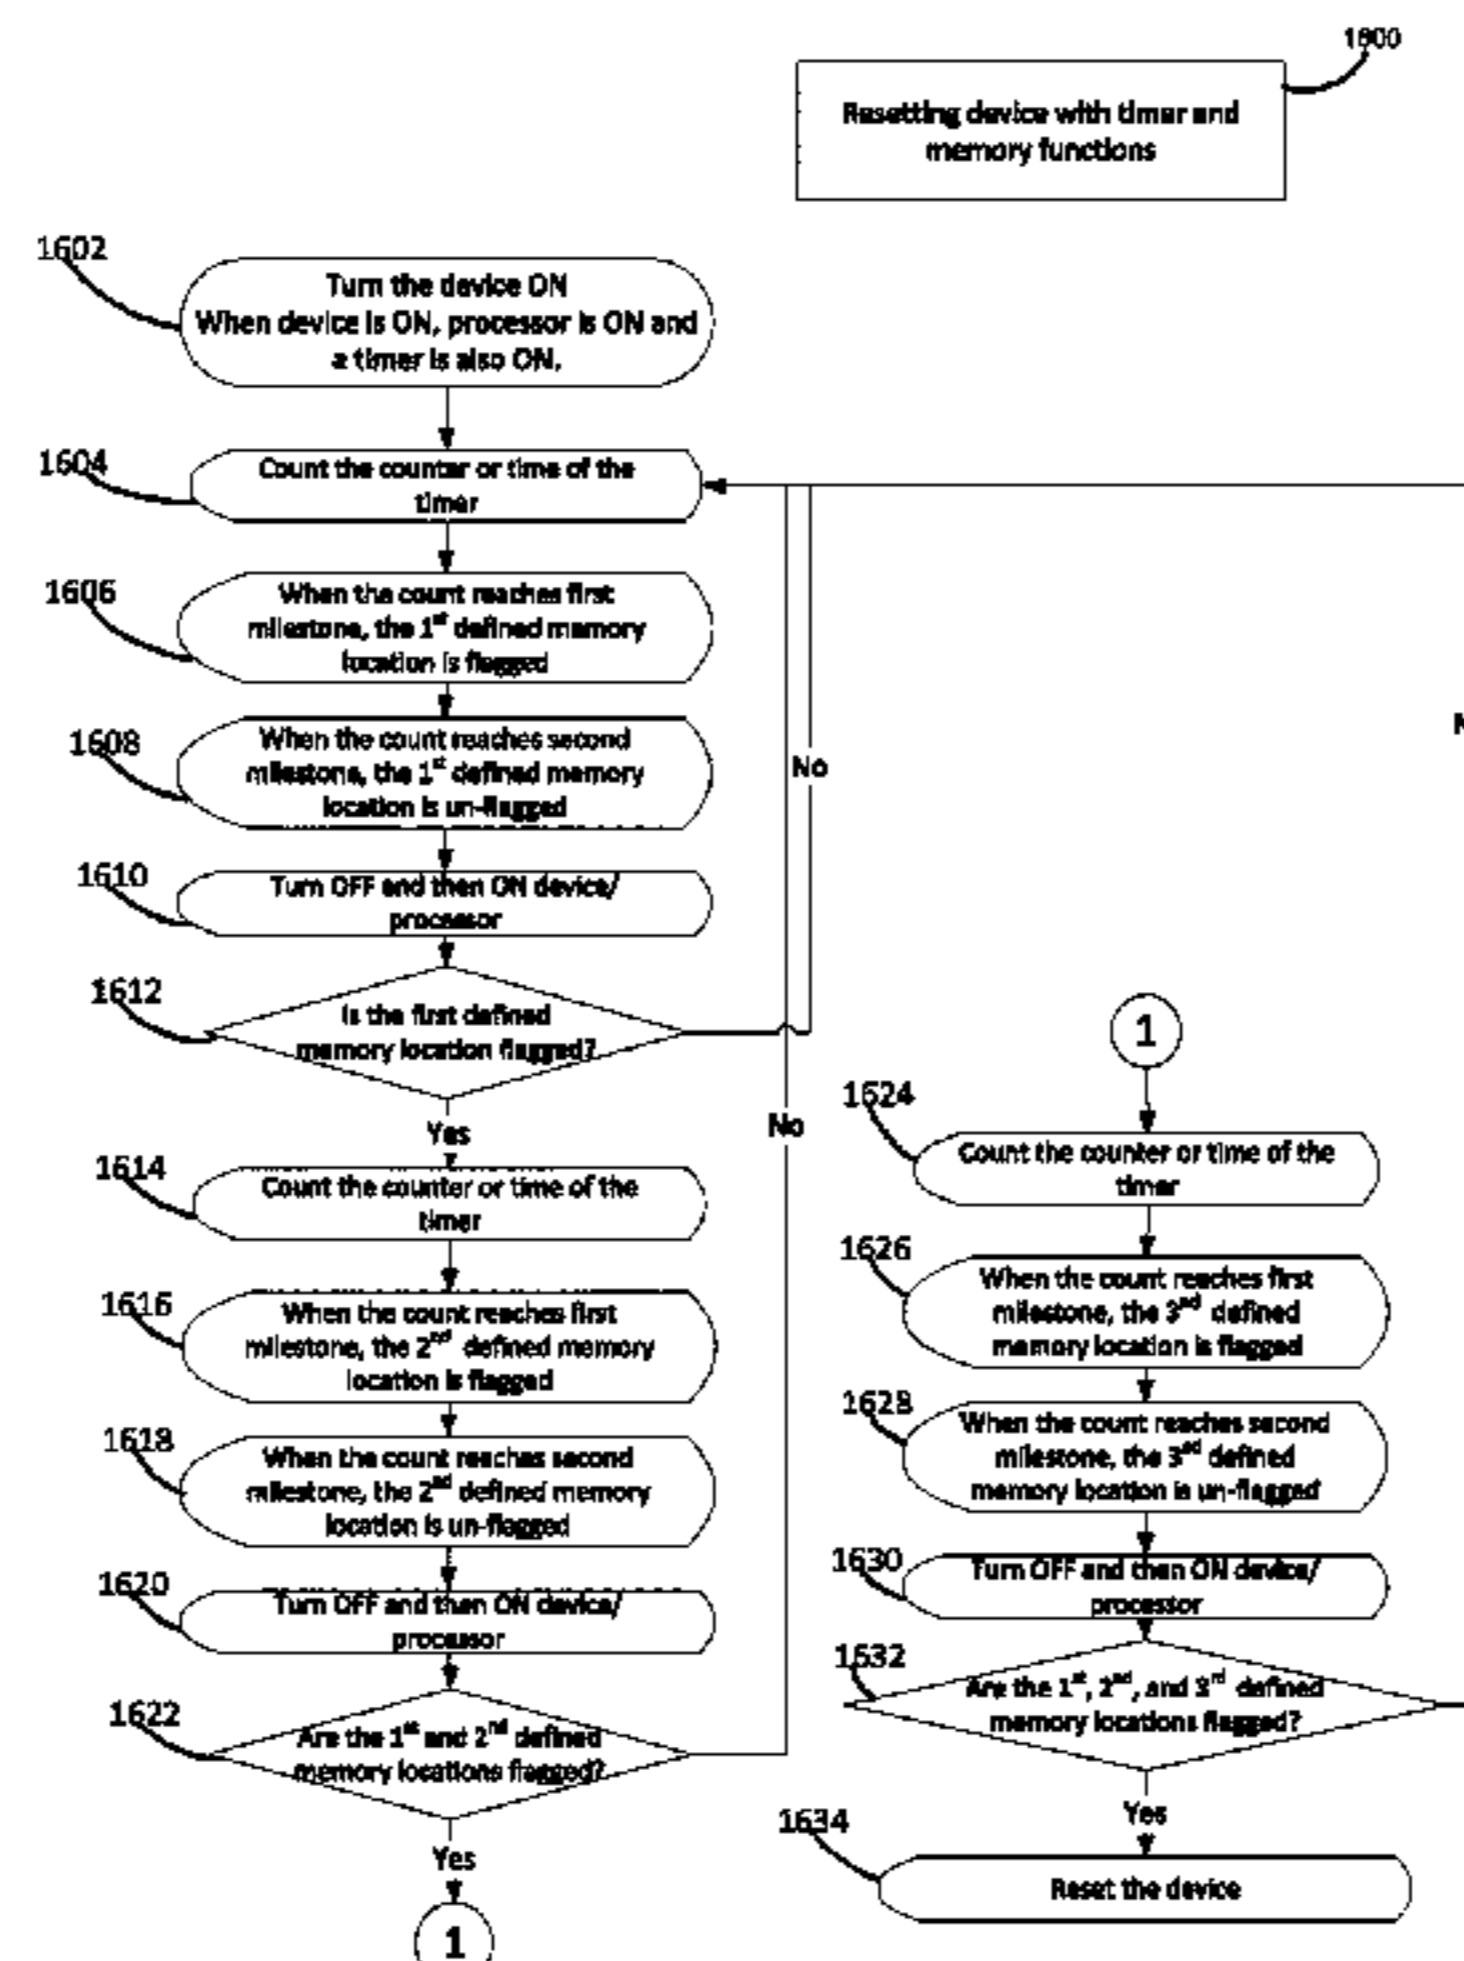 1600
Resetting device with timer and
memory functions
1602
Turn the device ON
When device is ON, processor is ON and
a timer is also ON.
1604
Count the counter or time of the
timer
1606
When the count reaches first
milestone, the 1st defined memory
location is flagged
1608
When the count reaches second
milestone, the 1st defined memory
location is un-flagged
No
1610
Turn OFF and then ON device/
processor
1612
Is the first defined
memory location flagged?
Yes
No
1614
Count the counter or time of the
timer
1616
When the count reaches first
milestone, the 2nd defined memory
location is flagged
1618
When the count reaches second
milestone, the 2nd defined memory
location is un-flagged
1620
Turn OFF and then ON device/
processor
1622
Are the 1st and 2nd defined
memory locations flagged?
Yes
1
1
1624
Count the counter or time of the
timer
1626
When the count reaches first
milestone, the 3nd defined
memory location is flagged
1628
When the count reaches second
milestone, the 3nd defined
memory location is un-flagged
1630
Turn OFF and then ON device/
processor
1632
Are the 1st, 2nd, and 3rd defined
memory locations flagged?
Yes
1634
Reset the device